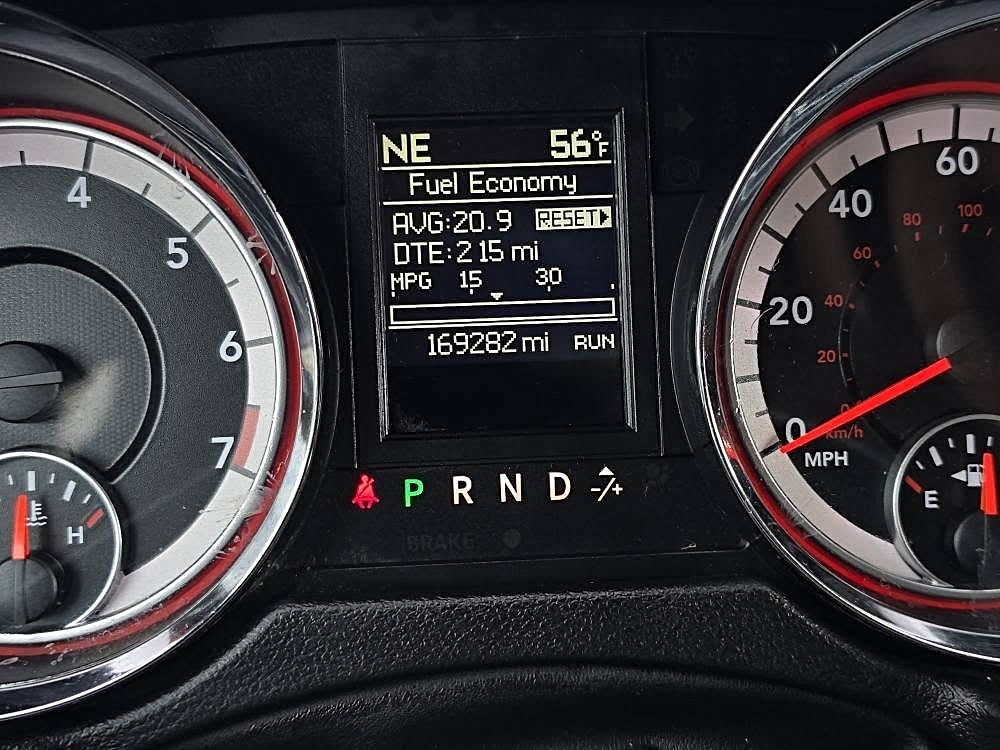 NE 56°F
Fuel Economy
AVG:20.9 RESET
DTE:215 mi
MPG 15 30
169282 mi RUN
P R N D -/+
BRAKE
4
5
6
7
H
0
20
40
60
MPH
20
40
60
80
100
km/h
E